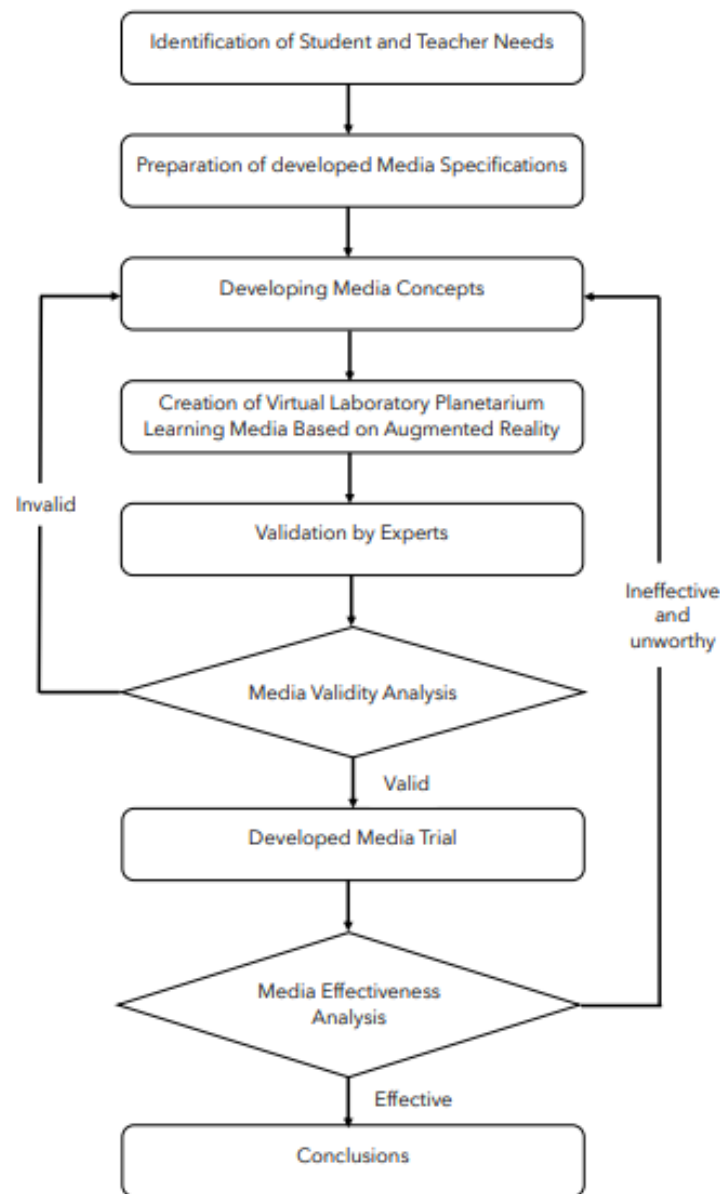 Identification of Student and Teacher Needs
Preparation of developed Media Specifications
Developing Media Concepts
Creation of Virtual Laboratory Planetarium
Learning Media Based on Augmented Reality
Invalid
Validation by Experts
Ineffective
and
unworthy
Media Validity Analysis
Valid
Developed Media Trial
Media Effectiveness
Analysis
Effective
Conclusions